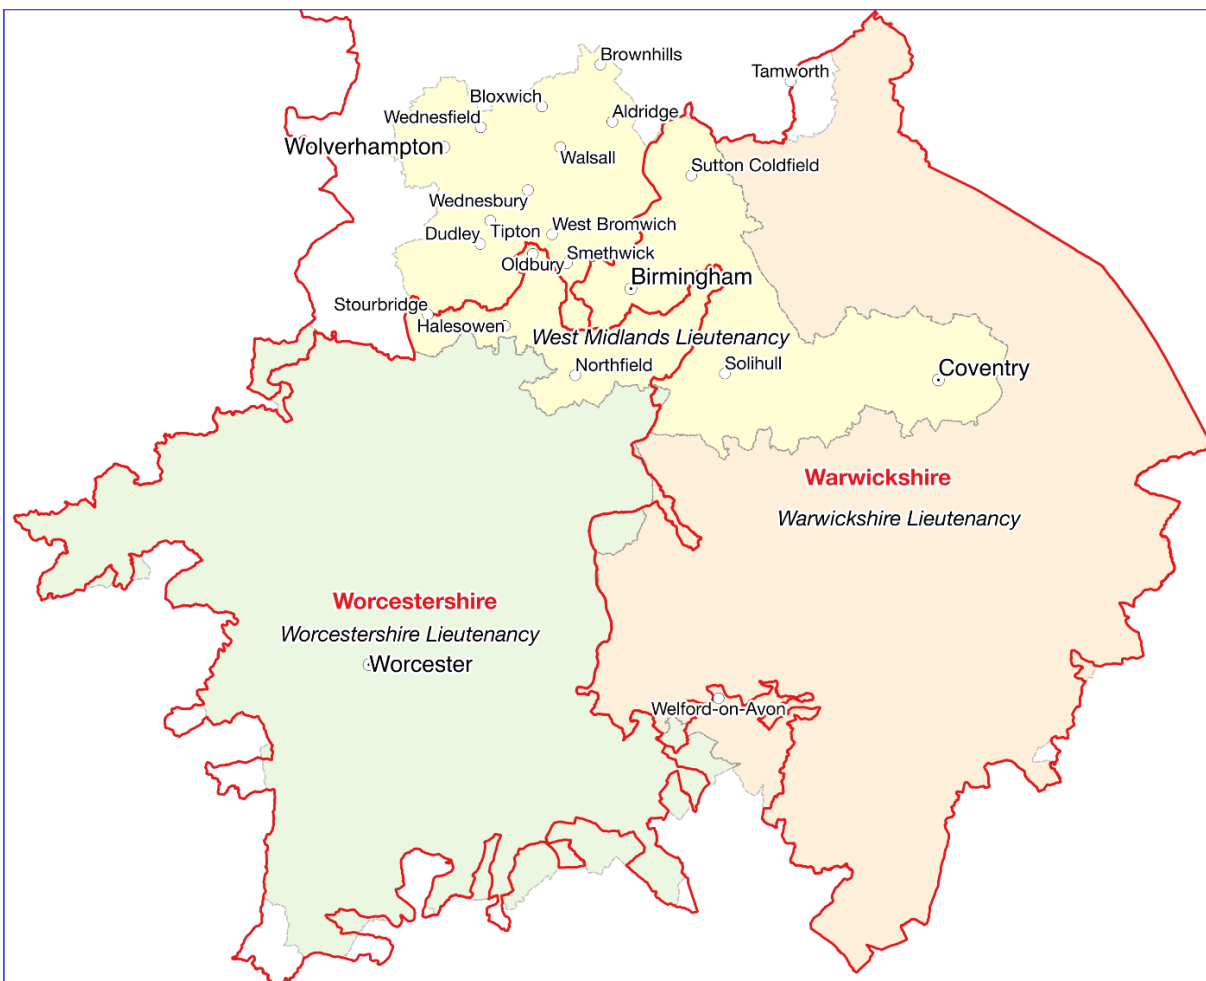 Brownhills
Tamworth
Bloxwich
Wednesfield
Aldridge
Wolverhampton
Walsall
Sutton Coldfield
Wednesbury
West Bromwich
Tipton
Dudley
Smethwick
Oldbury
Birmingham
Stourbridge
Halesowen
West Midlands Lieutenancy
Northfield
Solihull
Coventry
Warwickshire
Warwickshire Lieutenancy
Worcestershire
Worcestershire Lieutenancy
Worcester
Welford-on-Avon